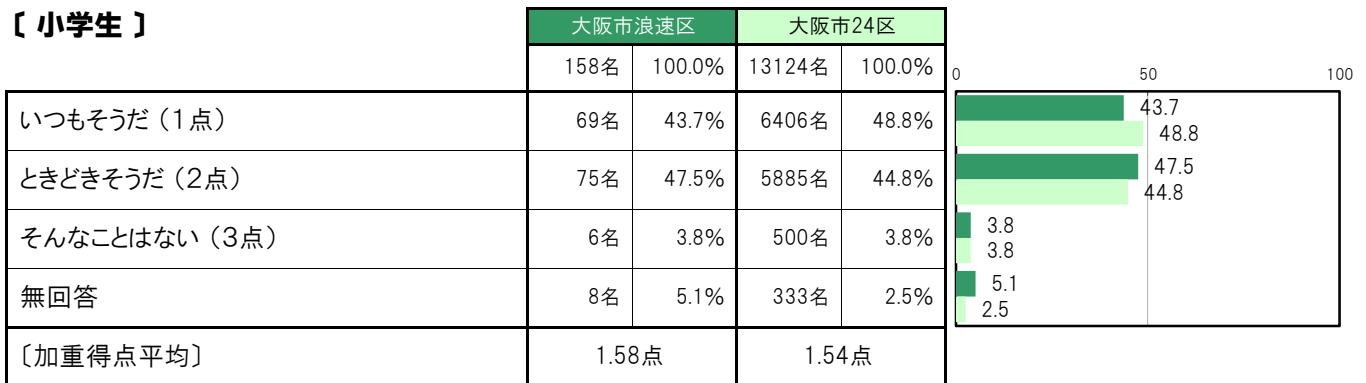 〔 小学生 〕
大阪市浪速区 大阪市24区
158名 100.0% 13124名 100.0%
0 50 100
いつもそうだ（1点） 69名 43.7% 6406名 48.8%
43.7
48.8
ときどきそうだ（2点） 75名 47.5% 5885名 44.8%
47.5
44.8
そんなことはない（3点） 6名 3.8% 500名 3.8%
3.8
3.8
無回答 8名 5.1% 333名 2.5%
5.1
2.5
〔加重得点平均〕 1.58点 1.54点